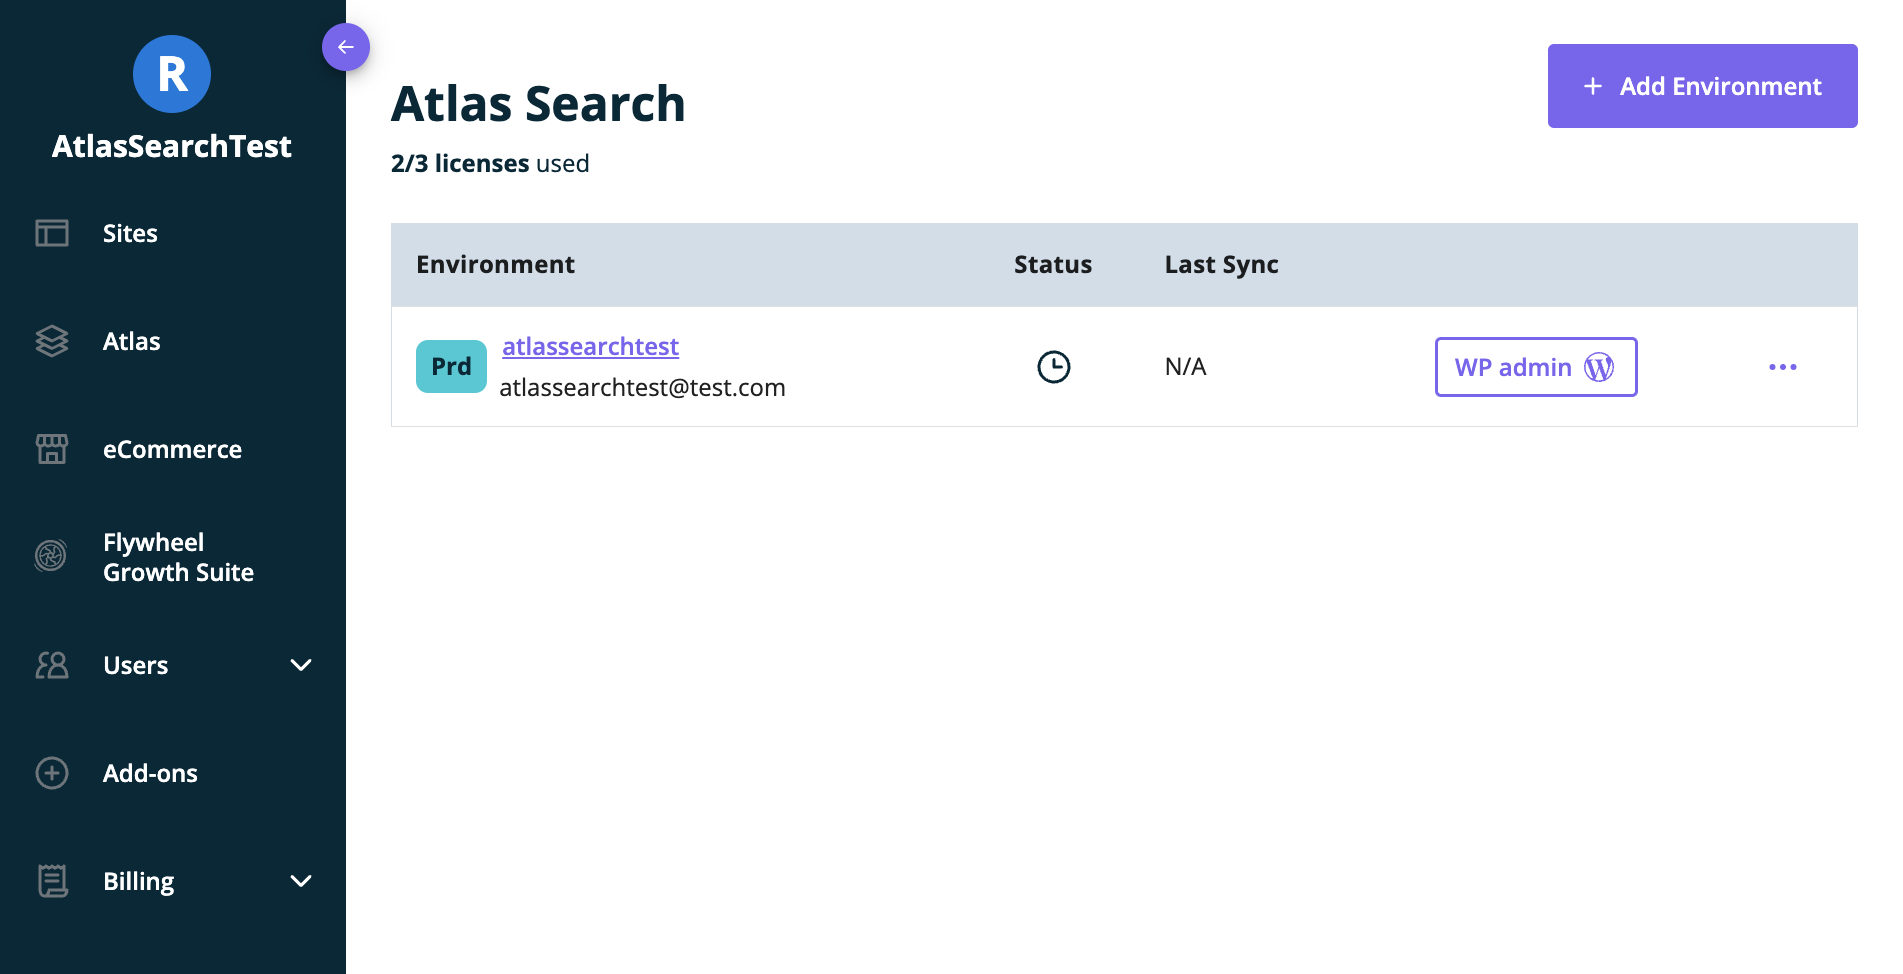 R
AtlasSearchTest
Sites
Atlas
eCommerce
Flywheel
Growth Suite
Users
Add-ons
Billing
Atlas Search
2/3 licenses used
+ Add Environment
Environment Status Last Sync
Prd atlassearchtest
atlassearchtest@test.com
N/A
WP admin